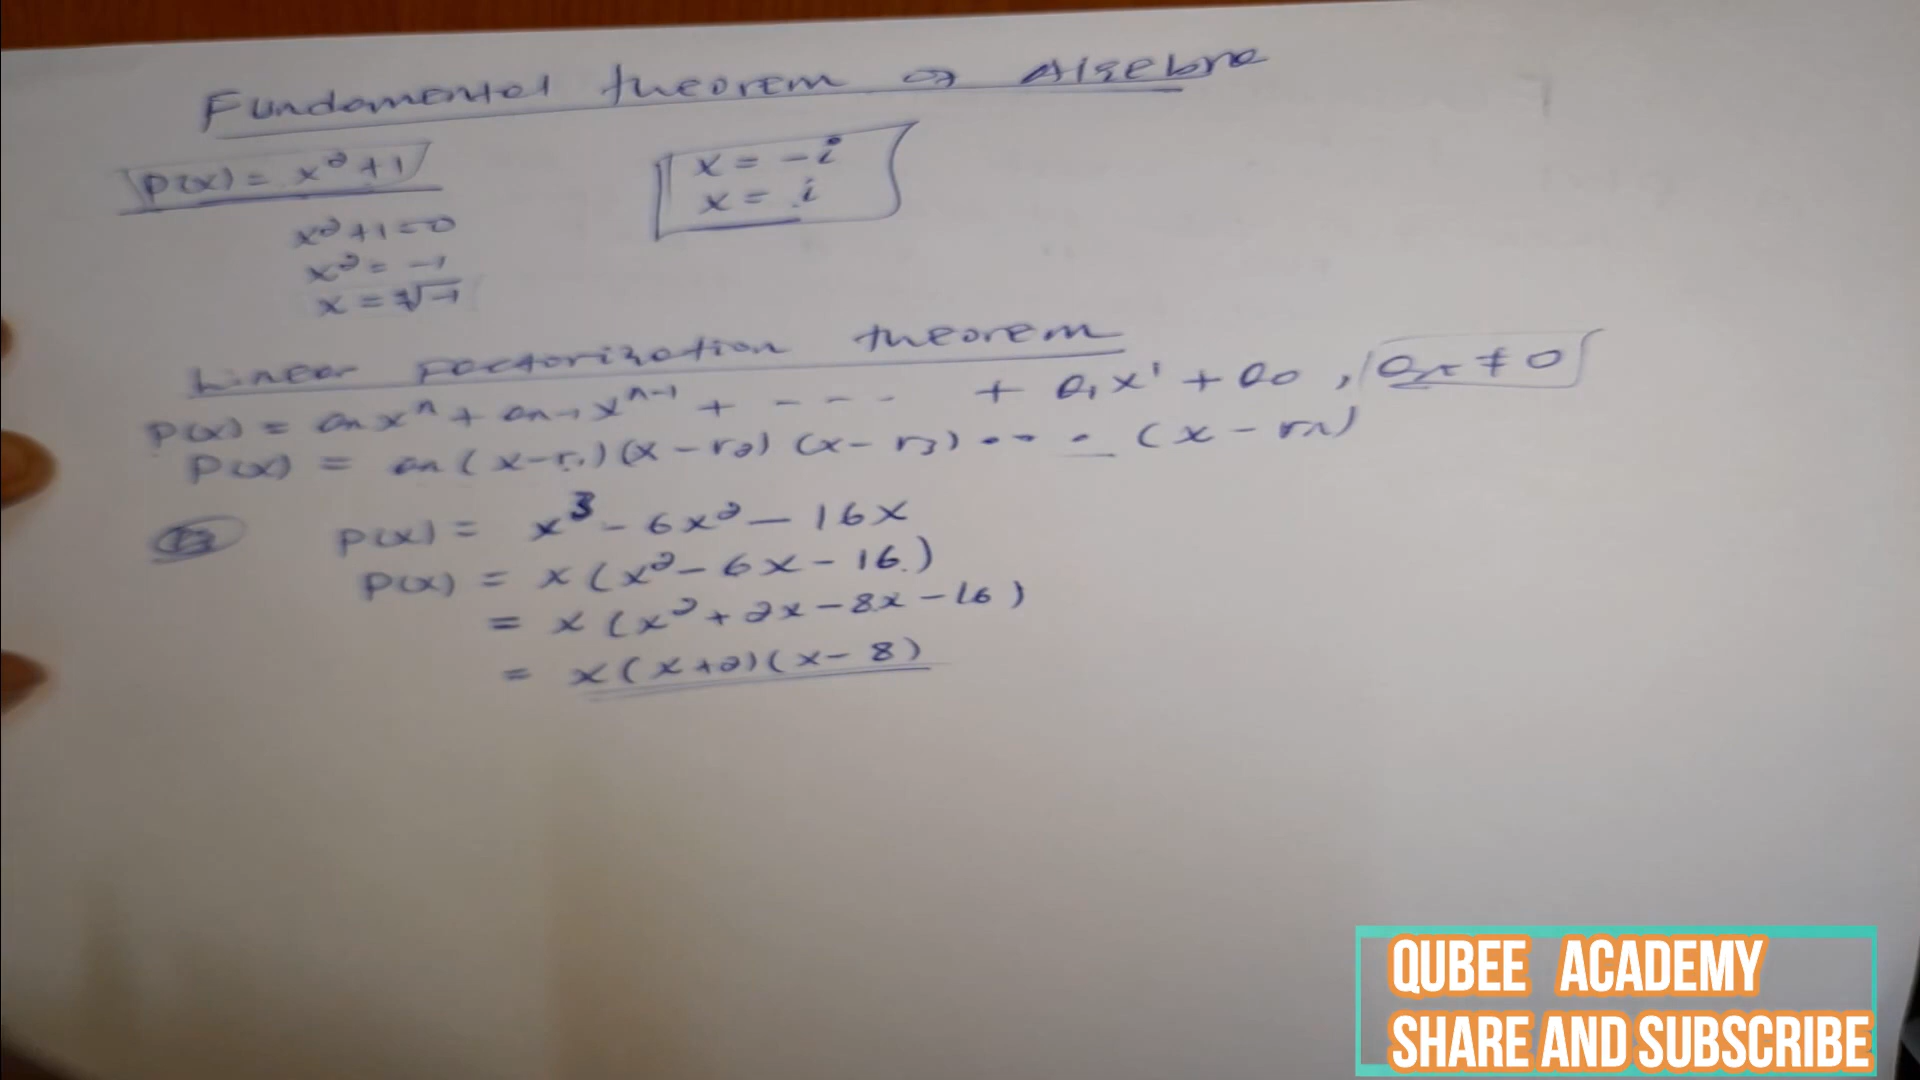 Fundamental theorem of Algebra
P(x) = x²+1
x²+1=0
x² = -1
x = ±√-1
x = -i
x = i
Linear Factorization theorem
P(x) = aₙxⁿ + aₙ₋₁xⁿ⁻¹ + ---- + a₁x¹ + a₀ , aₙ ≠ 0
P(x) = aₙ(x-r₁)(x-r₂)(x-r₃) .... (x-rₙ)
P(x) = x³ - 6x² - 16x
P(x) = x(x² - 6x - 16)
= x(x² + 2x - 8x - 16)
= x(x+2)(x-8)
QUBEE ACADEMY
SHARE AND SUBSCRIBE